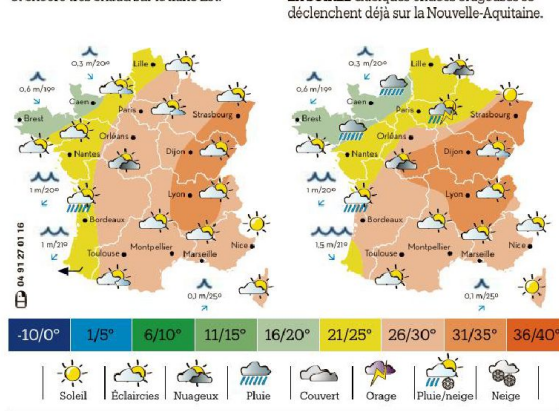 déclenchent déjà sur la Nouvelle-Aquitaine.
Lille
0,3 m/20°
0,6 m/19°
Caen
Brest
Paris
Strasbourg
Orléans
Nantes
Dijon
1 m/20°
Lyon
Bordeaux
1 m/21°
Toulouse
Montpellier
Marseille
Nice
0,1 m/25°
04 91 27 01 16
Lille
0,3 m/20°
0,6 m/19°
Caen
Brest
Paris
Strasbourg
Orléans
Nantes
Dijon
1 m/20°
Lyon
Bordeaux
1,5 m/21°
Toulouse
Montpellier
Marseille
Nice
0,1 m/25°
-10/0° 1/5° 6/10° 11/15° 16/20° 21/25° 26/30° 31/35° 36/40°
Soleil Éclaircies Nuageux Pluie Couvert Orage Pluie/neige Neige